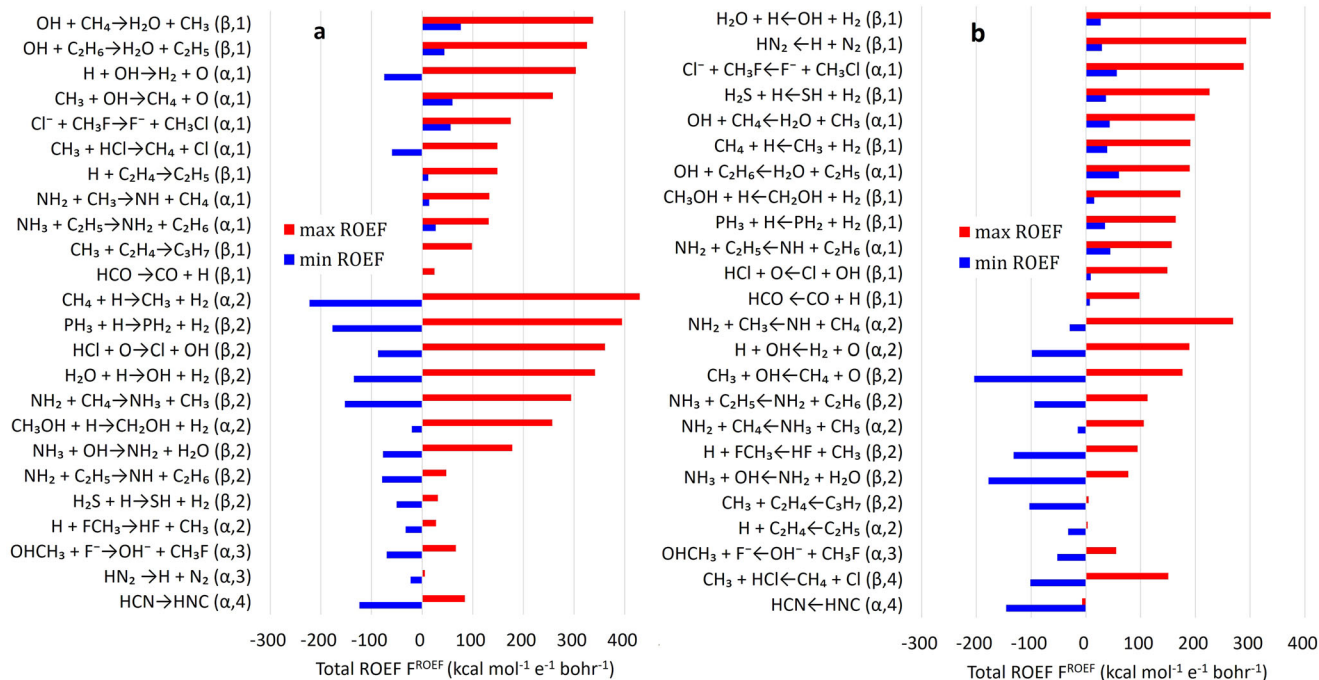 a
OH + CH₄→H₂O + CH₃ (β,1)
OH + C₂H₆→H₂O + C₂H₅ (β,1)
H + OH→H₂ + O (α,1)
CH₃ + OH→CH₄ + O (α,1)
Cl⁻ + CH₃F→F⁻ + CH₃Cl (α,1)
CH₃ + HCl→CH₄ + Cl (α,1)
H + C₂H₄→C₂H₅ (β,1)
NH₂ + CH₃→NH + CH₄ (α,1)
NH₃ + C₂H₅→NH₂ + C₂H₆ (α,1)
CH₃ + C₂H₄→C₃H₇ (β,1)
HCO →CO + H (β,1)
CH₄ + H→CH₃ + H₂ (α,2)
PH₃ + H→PH₂ + H₂ (β,2)
HCl + O→Cl + OH (β,2)
H₂O + H→OH + H₂ (β,2)
NH₂ + CH₄→NH₃ + CH₃ (β,2)
CH₃OH + H→CH₂OH + H₂ (α,2)
NH₃ + OH→NH₂ + H₂O (β,2)
NH₂ + C₂H₅→NH + C₂H₆ (β,2)
H₂S + H→SH + H₂ (β,2)
H + FCH₃→HF + CH₃ (α,2)
OHCH₃ + F⁻→OH⁻ + CH₃F (α,3)
HN₂ →H + N₂ (α,3)
HCN→HNC (α,4)
max ROEF
min ROEF
-300 -200 -100 0 100 200 300 400
Total ROEF F^ROEF (kcal mol⁻¹ e⁻¹ bohr⁻¹)
b
H₂O + H←OH + H₂ (β,1)
HN₂ ←H + N₂ (β,1)
Cl⁻ + CH₃F←F⁻ + CH₃Cl (α,1)
H₂S + H←SH + H₂ (β,1)
OH + CH₄←H₂O + CH₃ (α,1)
CH₄ + H←CH₃ + H₂ (β,1)
OH + C₂H₆←H₂O + C₂H₅ (α,1)
CH₃OH + H←CH₂OH + H₂ (β,1)
PH₃ + H←PH₂ + H₂ (β,1)
NH₂ + C₂H₅←NH + C₂H₆ (α,1)
HCl + O←Cl + OH (β,1)
HCO ←CO + H (β,1)
NH₂ + CH₃←NH + CH₄ (α,2)
H + OH←H₂ + O (α,2)
CH₃ + OH←CH₄ + O (β,2)
NH₃ + C₂H₅←NH₂ + C₂H₆ (β,2)
NH₂ + CH₄←NH₃ + CH₃ (α,2)
H + FCH₃←HF + CH₃ (β,2)
NH₃ + OH←NH₂ + H₂O (β,2)
CH₃ + C₂H₄←C₃H₇ (β,2)
H + C₂H₄←C₂H₅ (α,2)
OHCH₃ + F⁻←OH⁻ + CH₃F (α,3)
CH₃ + HCl←CH₄ + Cl (β,4)
HCN←HNC (α,4)
max ROEF
min ROEF
-300 -200 -100 0 100 200 300 400
Total ROEF F^ROEF (kcal mol⁻¹ e⁻¹ bohr⁻¹)